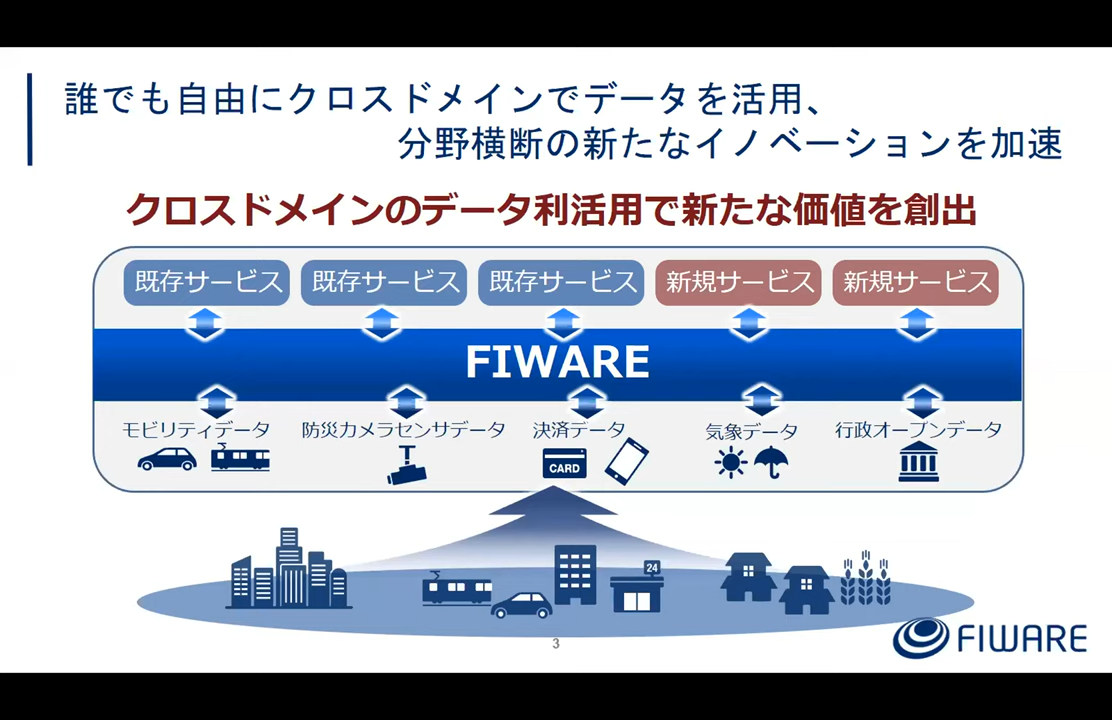 誰でも自由にクロスドメインでデータを活用、
分野横断の新たなイノベーションを加速
クロスドメインのデータ利活用で新たな価値を創出
既存サービス 既存サービス 既存サービス 新規サービス 新規サービス
FIWARE
モビリティデータ 防災カメラセンサデータ 決済データ 気象データ 行政オープンデータ
CARD
24
FIWARE
3